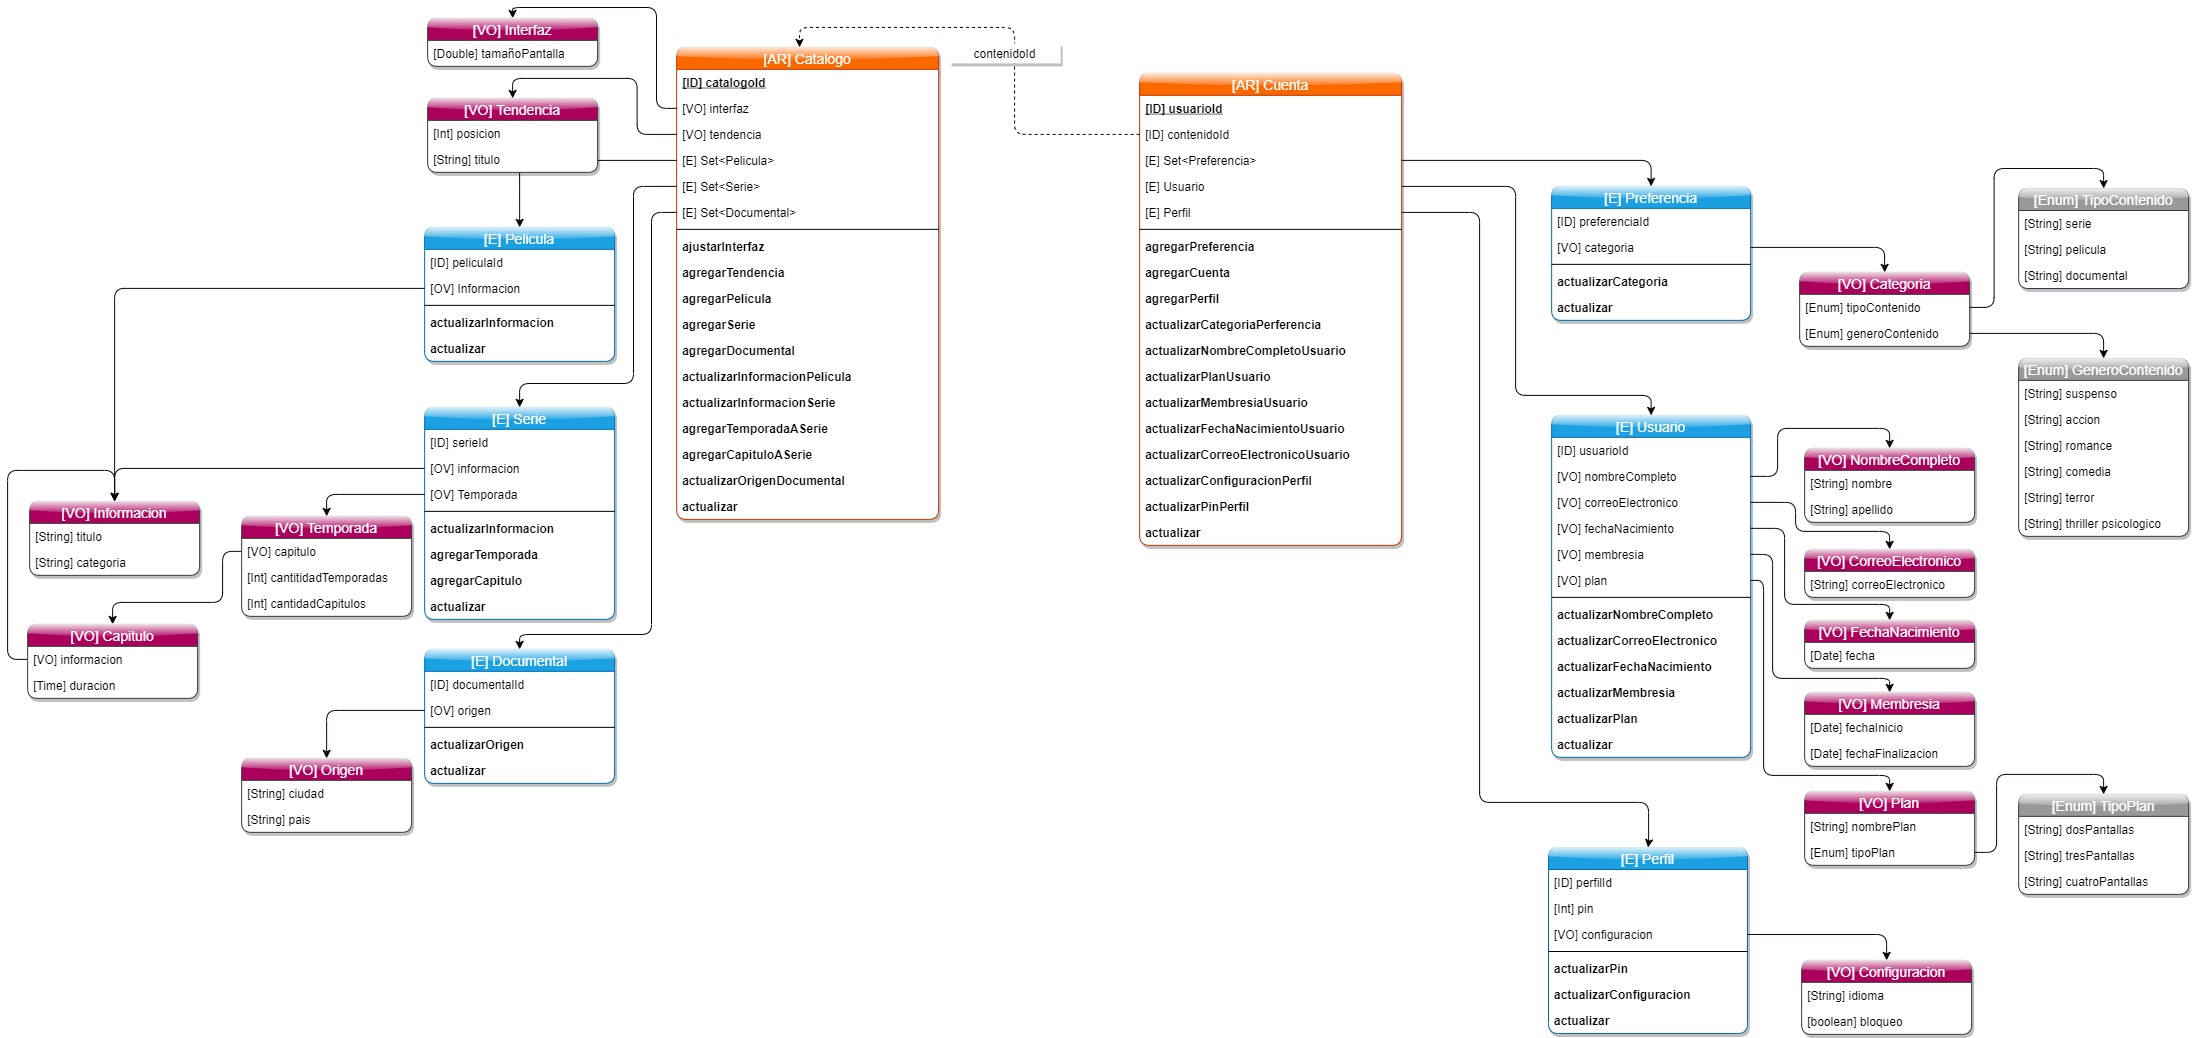 [VO] Interfaz
[Double] tamañoPantalla
[VO] Tendencia
[Int] posicion
[String] titulo
[E] Pelicula
[ID] peliculaId
[OV] Informacion
actualizarInformacion
actualizar
[E] Serie
[ID] serieId
[OV] informacion
[OV] Temporada
actualizarInformacion
agregarTemporada
agregarCapitulo
actualizar
[VO] Informacion
[String] titulo
[String] categoria
[VO] Temporada
[VO] capitulo
[Int] cantitidadTemporadas
[Int] cantidadCapitulos
[VO] Capitulo
[VO] informacion
[Time] duracion
[E] Documental
[ID] documentalId
[OV] origen
actualizarOrigen
actualizar
[VO] Origen
[String] ciudad
[String] pais
[AR] Catalogo
[ID] catalogoId
[VO] interfaz
[VO] tendencia
[E] Set<Pelicula>
[E] Set<Serie>
[E] Set<Documental>
ajustarInterfaz
agregarTendencia
agregarPelicula
agregarSerie
agregarDocumental
actualizarInformacionPelicula
actualizarInformacionSerie
agregarTemporadaASerie
agregarCapituloASerie
actualizarOrigenDocumental
actualizar
contenidoId
[AR] Cuenta
[ID] usuarioId
[ID] contenidoId
[E] Set<Preferencia>
[E] Usuario
[E] Perfil
agregarPreferencia
agregarCuenta
agregarPerfil
actualizarCategoriaPerferencia
actualizarNombreCompletoUsuario
actualizarPlanUsuario
actualizarMembresiaUsuario
actualizarFechaNacimientoUsuario
actualizarCorreoElectronicoUsuario
actualizarConfiguracionPerfil
actualizarPinPerfil
actualizar
[E] Preferencia
[ID] preferenciaId
[VO] categoria
actualizarCategoria
actualizar
[VO] Categoria
[Enum] tipoContenido
[Enum] generoContenido
[Enum] TipoContenido
[String] serie
[String] pelicula
[String] documental
[Enum] GeneroContenido
[String] suspenso
[String] accion
[String] romance
[String] comedia
[String] terror
[String] thriller psicologico
[E] Usuario
[ID] usuarioId
[VO] nombreCompleto
[VO] correoElectronico
[VO] fechaNacimiento
[VO] membresia
[VO] plan
actualizarNombreCompleto
actualizarCorreoElectronico
actualizarFechaNacimiento
actualizarMembresia
actualizarPlan
actualizar
[VO] NombreCompleto
[String] nombre
[String] apellido
[VO] CorreoElectronico
[String] correoElectronico
[VO] FechaNacimiento
[Date] fecha
[VO] Membresia
[Date] fechaInicio
[Date] fechaFinalizacion
[VO] Plan
[String] nombrePlan
[Enum] tipoPlan
[Enum] TipoPlan
[String] dosPantallas
[String] tresPantallas
[String] cuatroPantallas
[E] Perfil
[ID] perfilId
[Int] pin
[VO] configuracion
actualizarPin
actualizarConfiguracion
actualizar
[VO] Configuracion
[String] idioma
[boolean] bloqueo